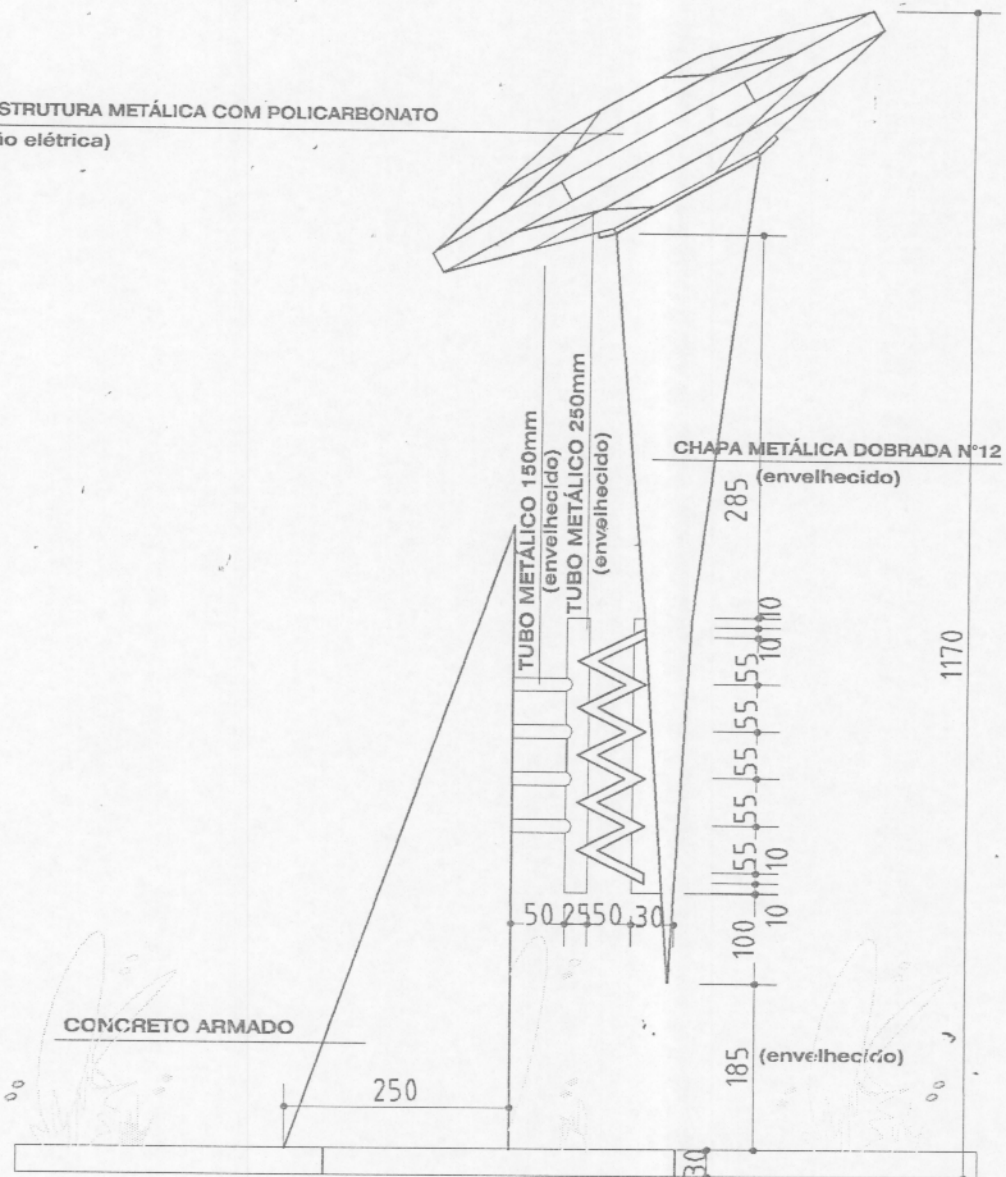 STRUTURA METÁLICA COM POLICARBONATO
ão elétrica)
TUBO METÁLICO 150mm
(envelhecido)
TUBO METÁLICO 250mm
(envelhecido)
CHAPA METÁLICA DOBRADA N°12
(envelhecido)
285
10
10
55
55
55
55
55
10
10
100
1170
50
25
50
30
CONCRETO ARMADO
250
185 (envelhecido)
30